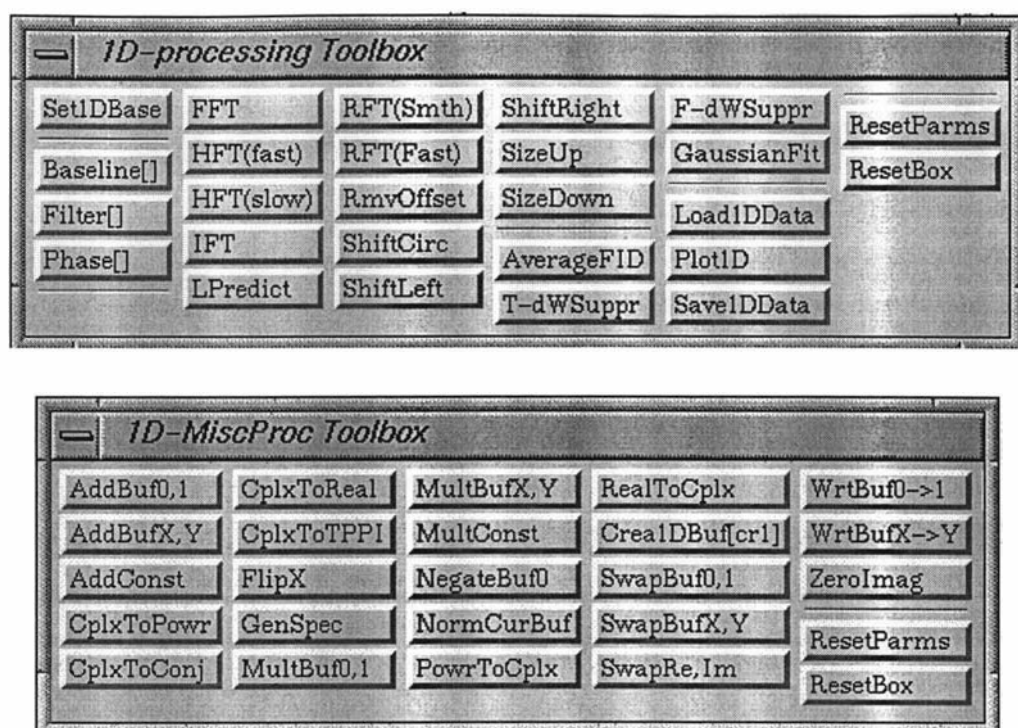 1D-processing Toolbox
Set1DBase
Baseline[]
Filter[]
Phase[]
FFT
HFT(fast)
HFT(slow)
IFT
LPredict
RFT(Smth)
RFT(Fast)
RmvOffset
ShiftCirc
ShiftLeft
ShiftRight
SizeUp
SizeDown
AverageFID
T-dWSuppr
F-dWSuppr
GaussianFit
Load1DData
Plot1D
Save1DData
ResetParms
ResetBox
1D-MiscProc Toolbox
AddBuf0,1
AddBufX,Y
AddConst
CplxToPowr
CplxToConj
CplxToReal
CplxToTPPI
FlipX
GenSpec
MultBuf0,1
MultBufX,Y
MultConst
NegateBuf0
NormCurBuf
PowrToCplx
RealToCplx
Crea1DBuf[cr1]
SwapBuf0,1
SwapBufX,Y
SwapRe,Im
WrtBuf0->1
WrtBufX->Y
ZeroImag
ResetParms
ResetBox